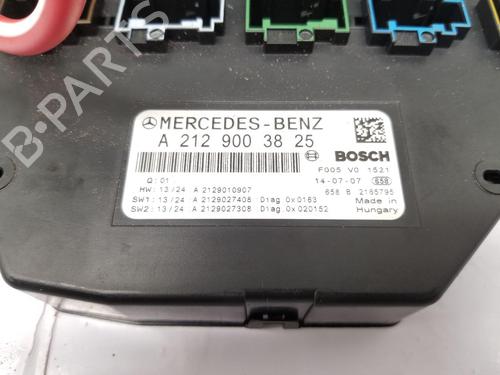 MERCEDES-BENZ
A 212 900 38 25
BOSCH
Q: 01
F005 V0 1521
HW: 13/24 A 2129010907
14-07-07 658
SW1: 13/24 A 2129027408 Diag. 0x0163
658 B 2165795
SW2: 13/24 A 2129027308 Diag. 0x020152
Made in
Hungary
B-PARTS